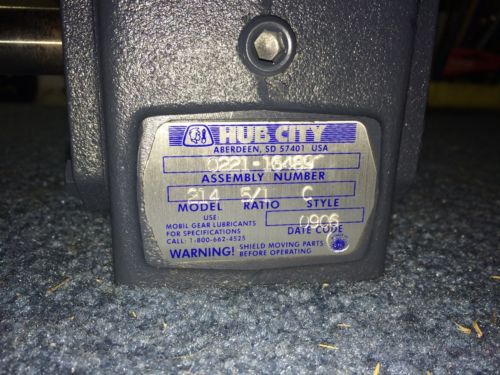 HUB CITY
ABERDEEN, SD 57401 USA
0221-16489
ASSEMBLY NUMBER
214 5/1 C
MODEL RATIO STYLE
USE:
MOBIL GEAR LUBRICANTS
FOR SPECIFICATIONS
CALL: 1-800-662-4525
0906
DATE CODE
WARNING! SHIELD MOVING PARTS
BEFORE OPERATING